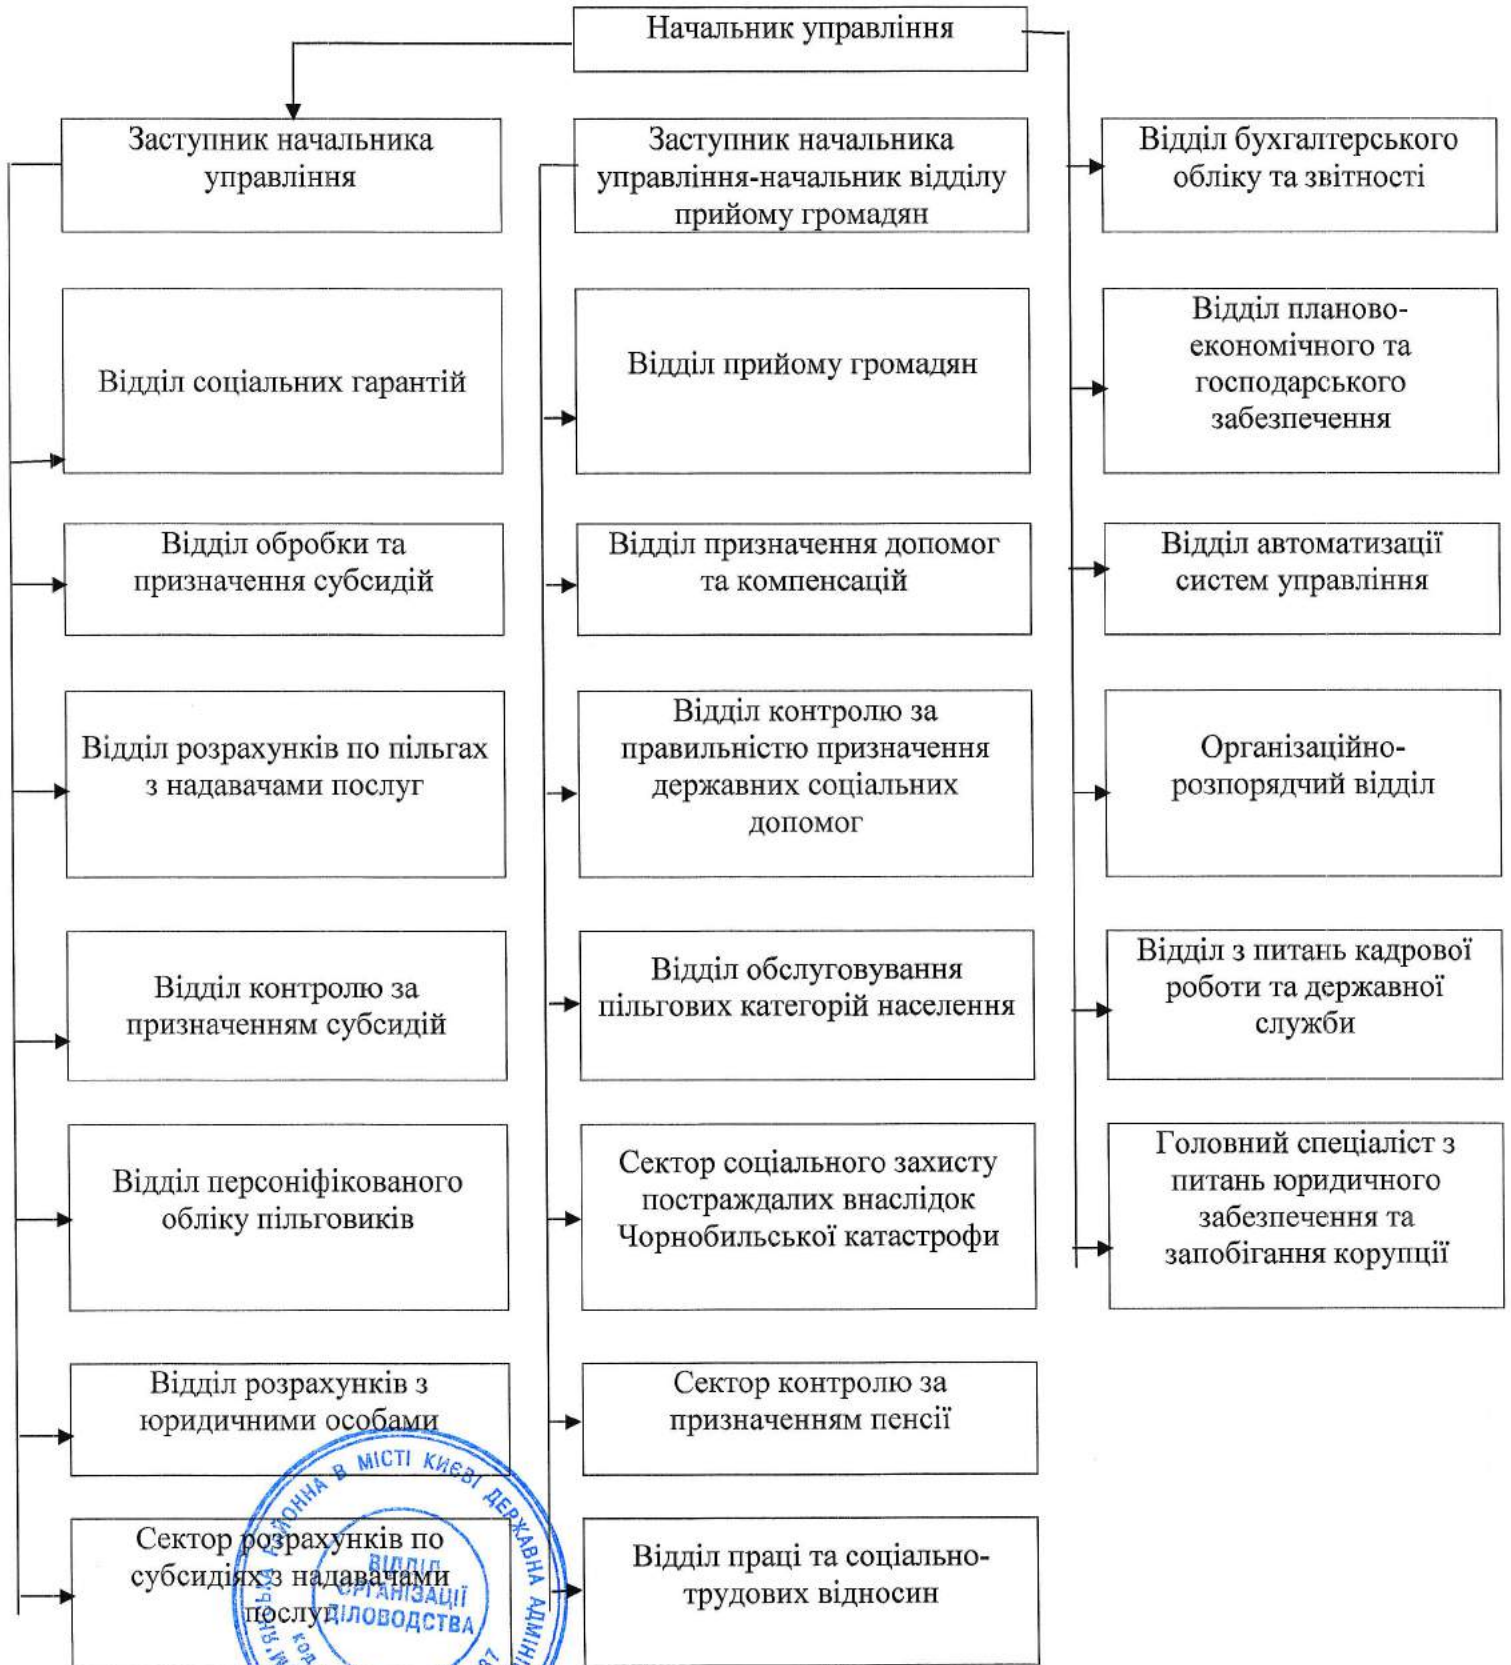 Начальник управління
Заступник начальника
управління
Заступник начальника
управління-начальник відділу
прийому громадян
Відділ бухгалтерського
обліку та звітності
Відділ соціальних гарантій
Відділ прийому громадян
Відділ планово-
економічного та
господарського
забезпечення
Відділ обробки та
призначення субсидій
Відділ призначення допомог
та компенсацій
Відділ автоматизації
систем управління
Відділ розрахунків по пільгах
з надавачами послуг
Відділ контролю за
правильністю призначення
державних соціальних
допомог
Організаційно-
розпорядчий відділ
Відділ контролю за
призначенням субсидій
Відділ обслуговування
пільгових категорій населення
Відділ з питань кадрової
роботи та державної
служби
Відділ персоніфікованого
обліку пільговиків
Сектор соціального захисту
постраждалих внаслідок
Чорнобильської катастрофи
Головний спеціаліст з
питань юридичного
забезпечення та
запобігання корупції
Відділ розрахунків з
юридичними особами
Сектор контролю за
призначенням пенсії
Сектор розрахунків по
субсидіях з надавачами
послуг
Відділ праці та соціально-
трудових відносин
РАЙОННА В МІСТІ КИЄВІ ДЕРЖАВНА
ВІДДІЛ
ОРГАНІЗАЦІЇ
ДІЛОВОДСТВА